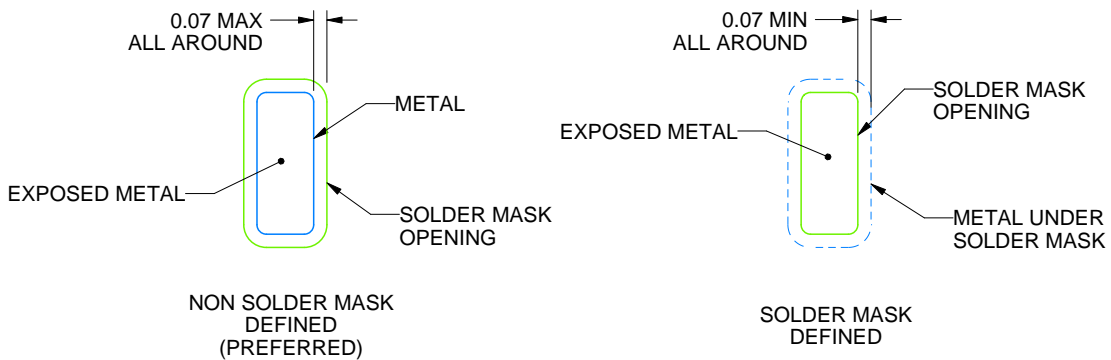 0.07 MAX
ALL AROUND
METAL
EXPOSED METAL
SOLDER MASK
OPENING
NON SOLDER MASK
DEFINED
(PREFERRED)
0.07 MIN
ALL AROUND
SOLDER MASK
OPENING
EXPOSED METAL
METAL UNDER
SOLDER MASK
SOLDER MASK
DEFINED